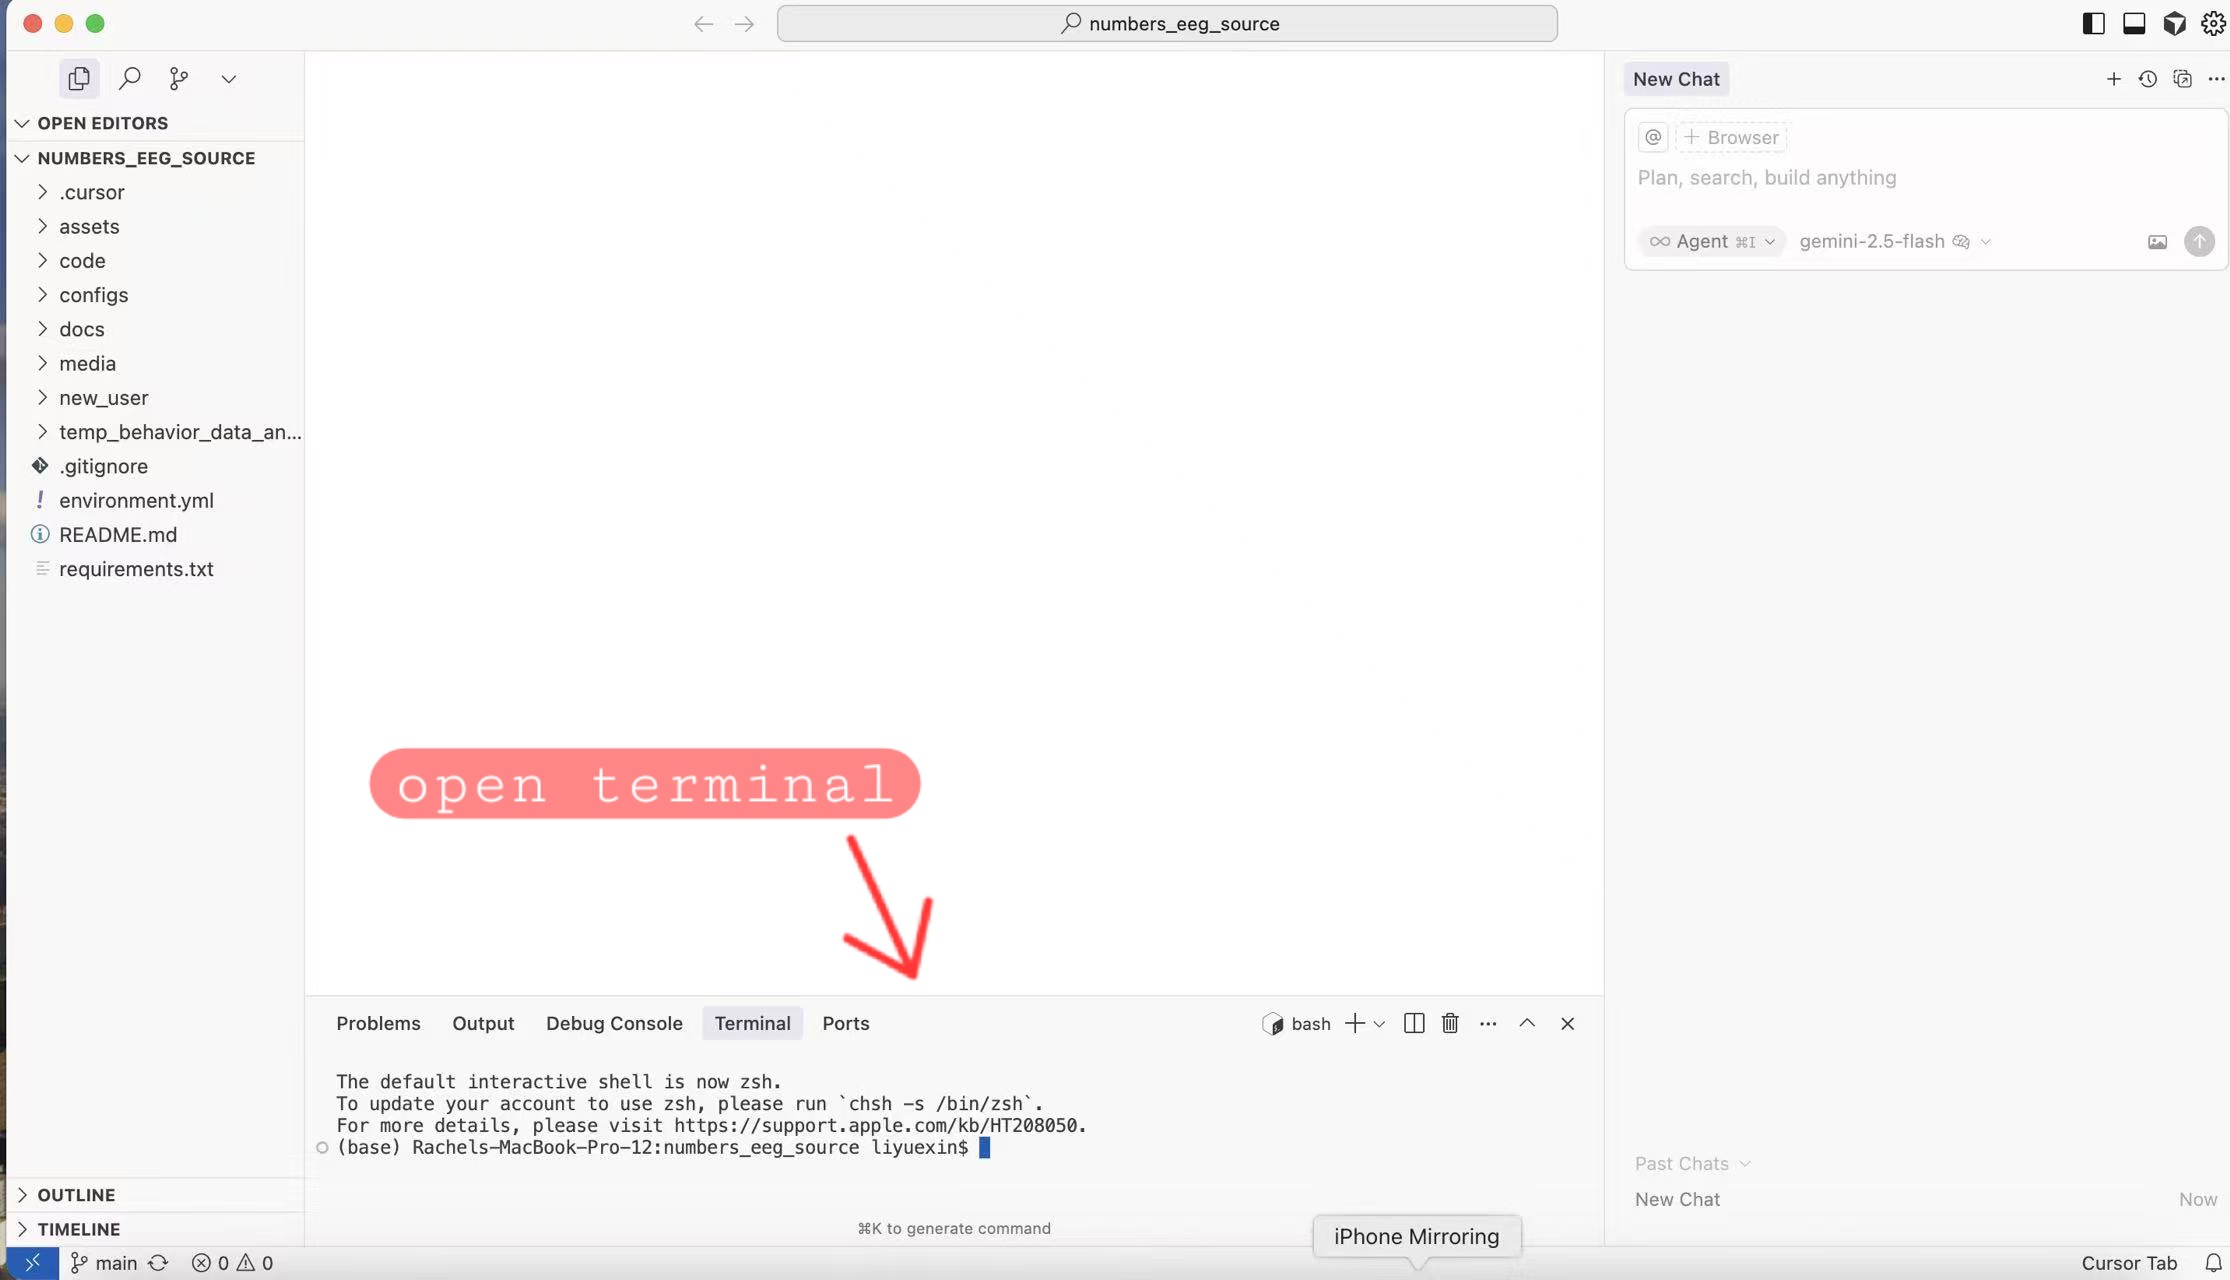 numbers_eeg_source
OPEN EDITORS
NUMBERS_EEG_SOURCE
.cursor
assets
code
configs
docs
media
new_user
temp_behavior_data_an...
.gitignore
! environment.yml
README.md
requirements.txt
OUTLINE
TIMELINE
open terminal
Problems Output Debug Console Terminal Ports bash
The default interactive shell is now zsh.
To update your account to use zsh, please run `chsh -s /bin/zsh`.
For more details, please visit https://support.apple.com/kb/HT208050.
(base) Rachels-MacBook-Pro-12:numbers_eeg_source liyuexin$
⌘K to generate command
New Chat
@ + Browser
Plan, search, build anything
Agent ⌘I gemini-2.5-flash
Past Chats
New Chat Now
iPhone Mirroring
main 0 0 Cursor Tab